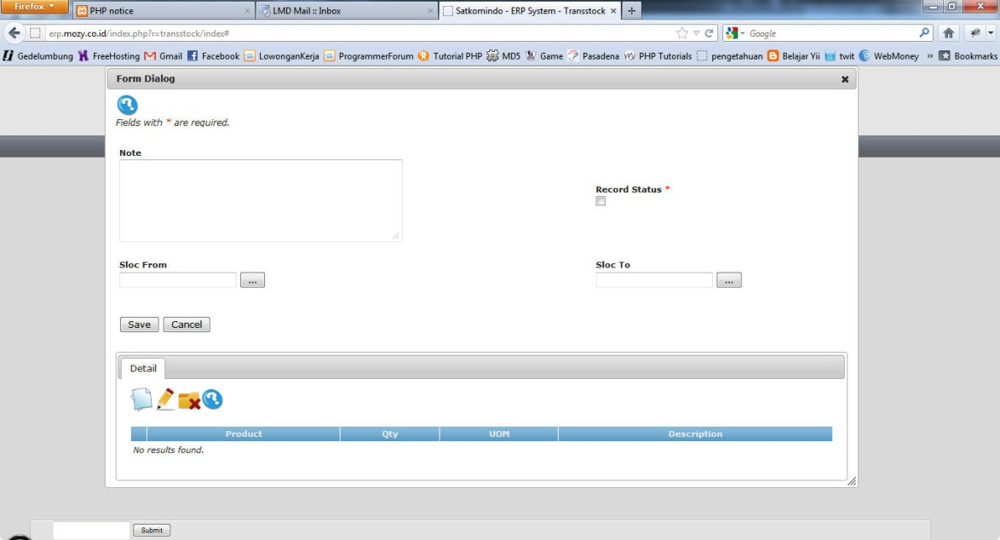 Firefox
PHP notice
LMD Mail :: Inbox
Satkomindo - ERP System - Transstock
erp.mozy.co.id/index.php?r=transstock/index#
Google
Gedelumbung FreeHosting Gmail Facebook LowonganKerja ProgrammerForum Tutorial PHP MD5 Game Pasadena PHP Tutorials pengetahuan Belajar Yii twit WebMoney » Bookmarks
Form Dialog
Fields with * are required.
Note
Record Status *
Sloc From
Sloc To
...
...
Save Cancel
Detail
Product Qty UOM Description
No results found.
Submit